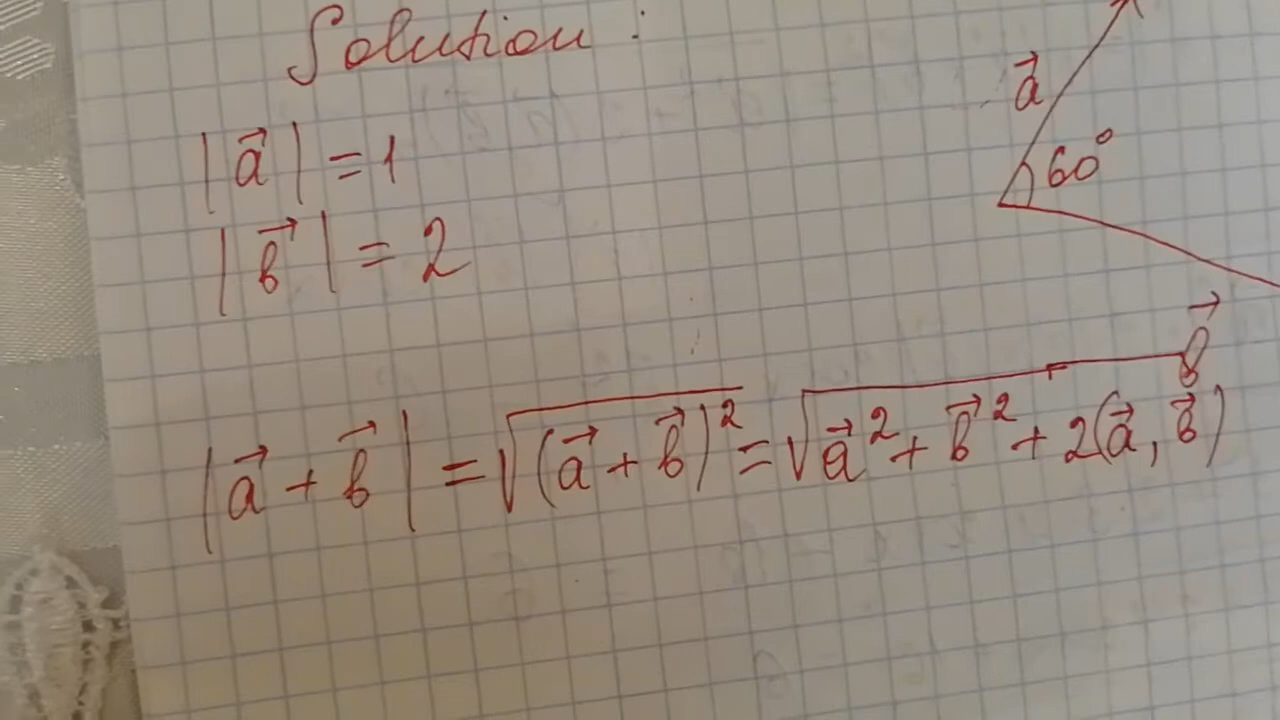 Solution:
a⃗
60°
|a⃗| = 1
|b⃗| = 2
b⃗
|a⃗ + b⃗| = √(a⃗ + b⃗)² = √a⃗² + b⃗² + 2(a⃗, b⃗)